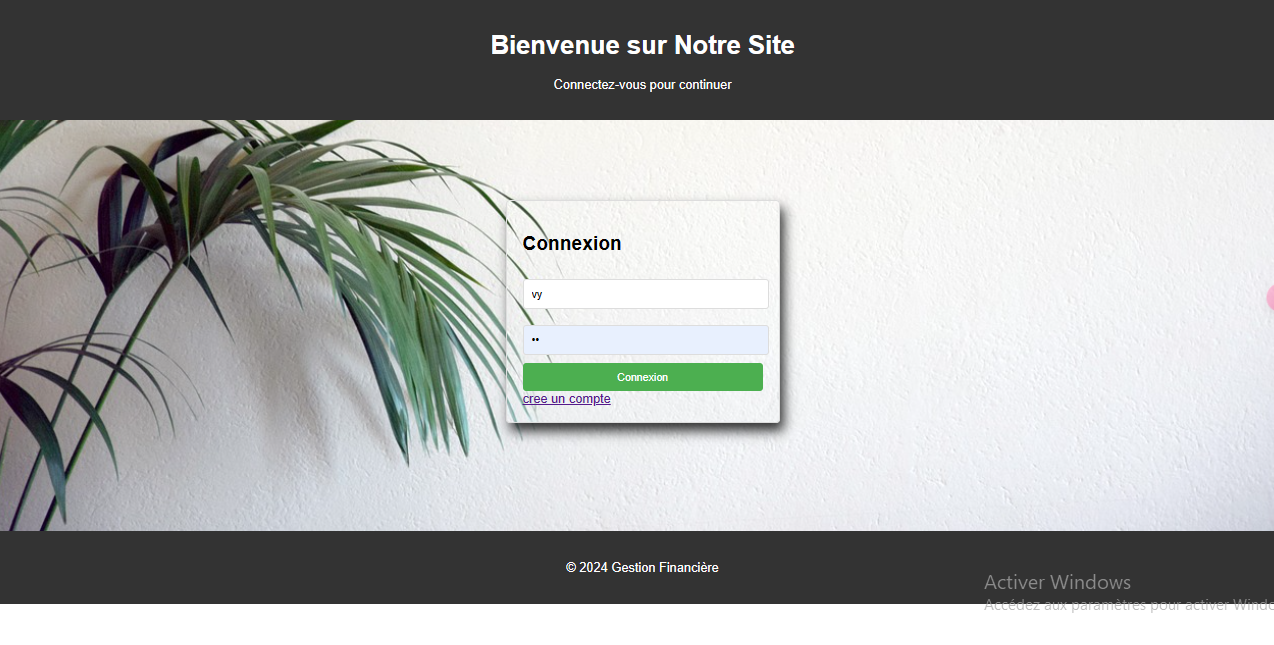 Bienvenue sur Notre Site
Connectez-vous pour continuer
Connexion
vy
••
Connexion
cree un compte
© 2024 Gestion Financière
Activer Windows
Accédez aux paramètres pour activer Windo